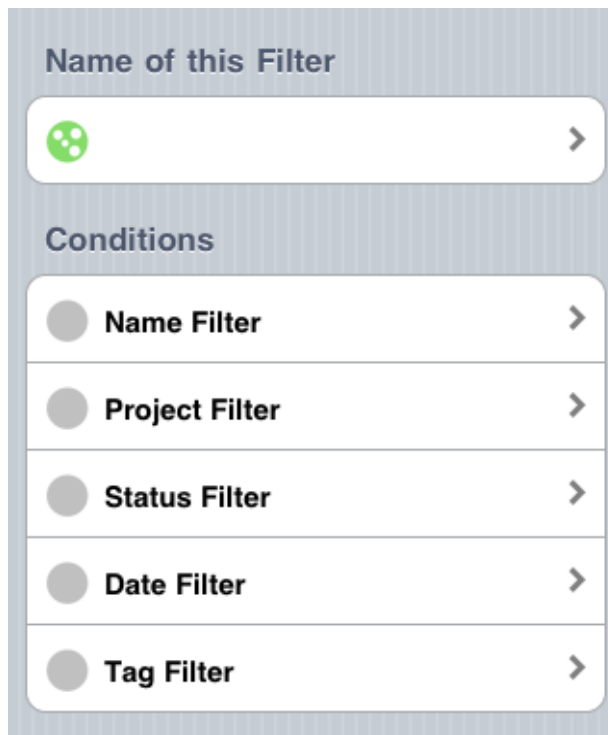 Name of this Filter
Conditions
Name Filter
Project Filter
Status Filter
Date Filter
Tag Filter